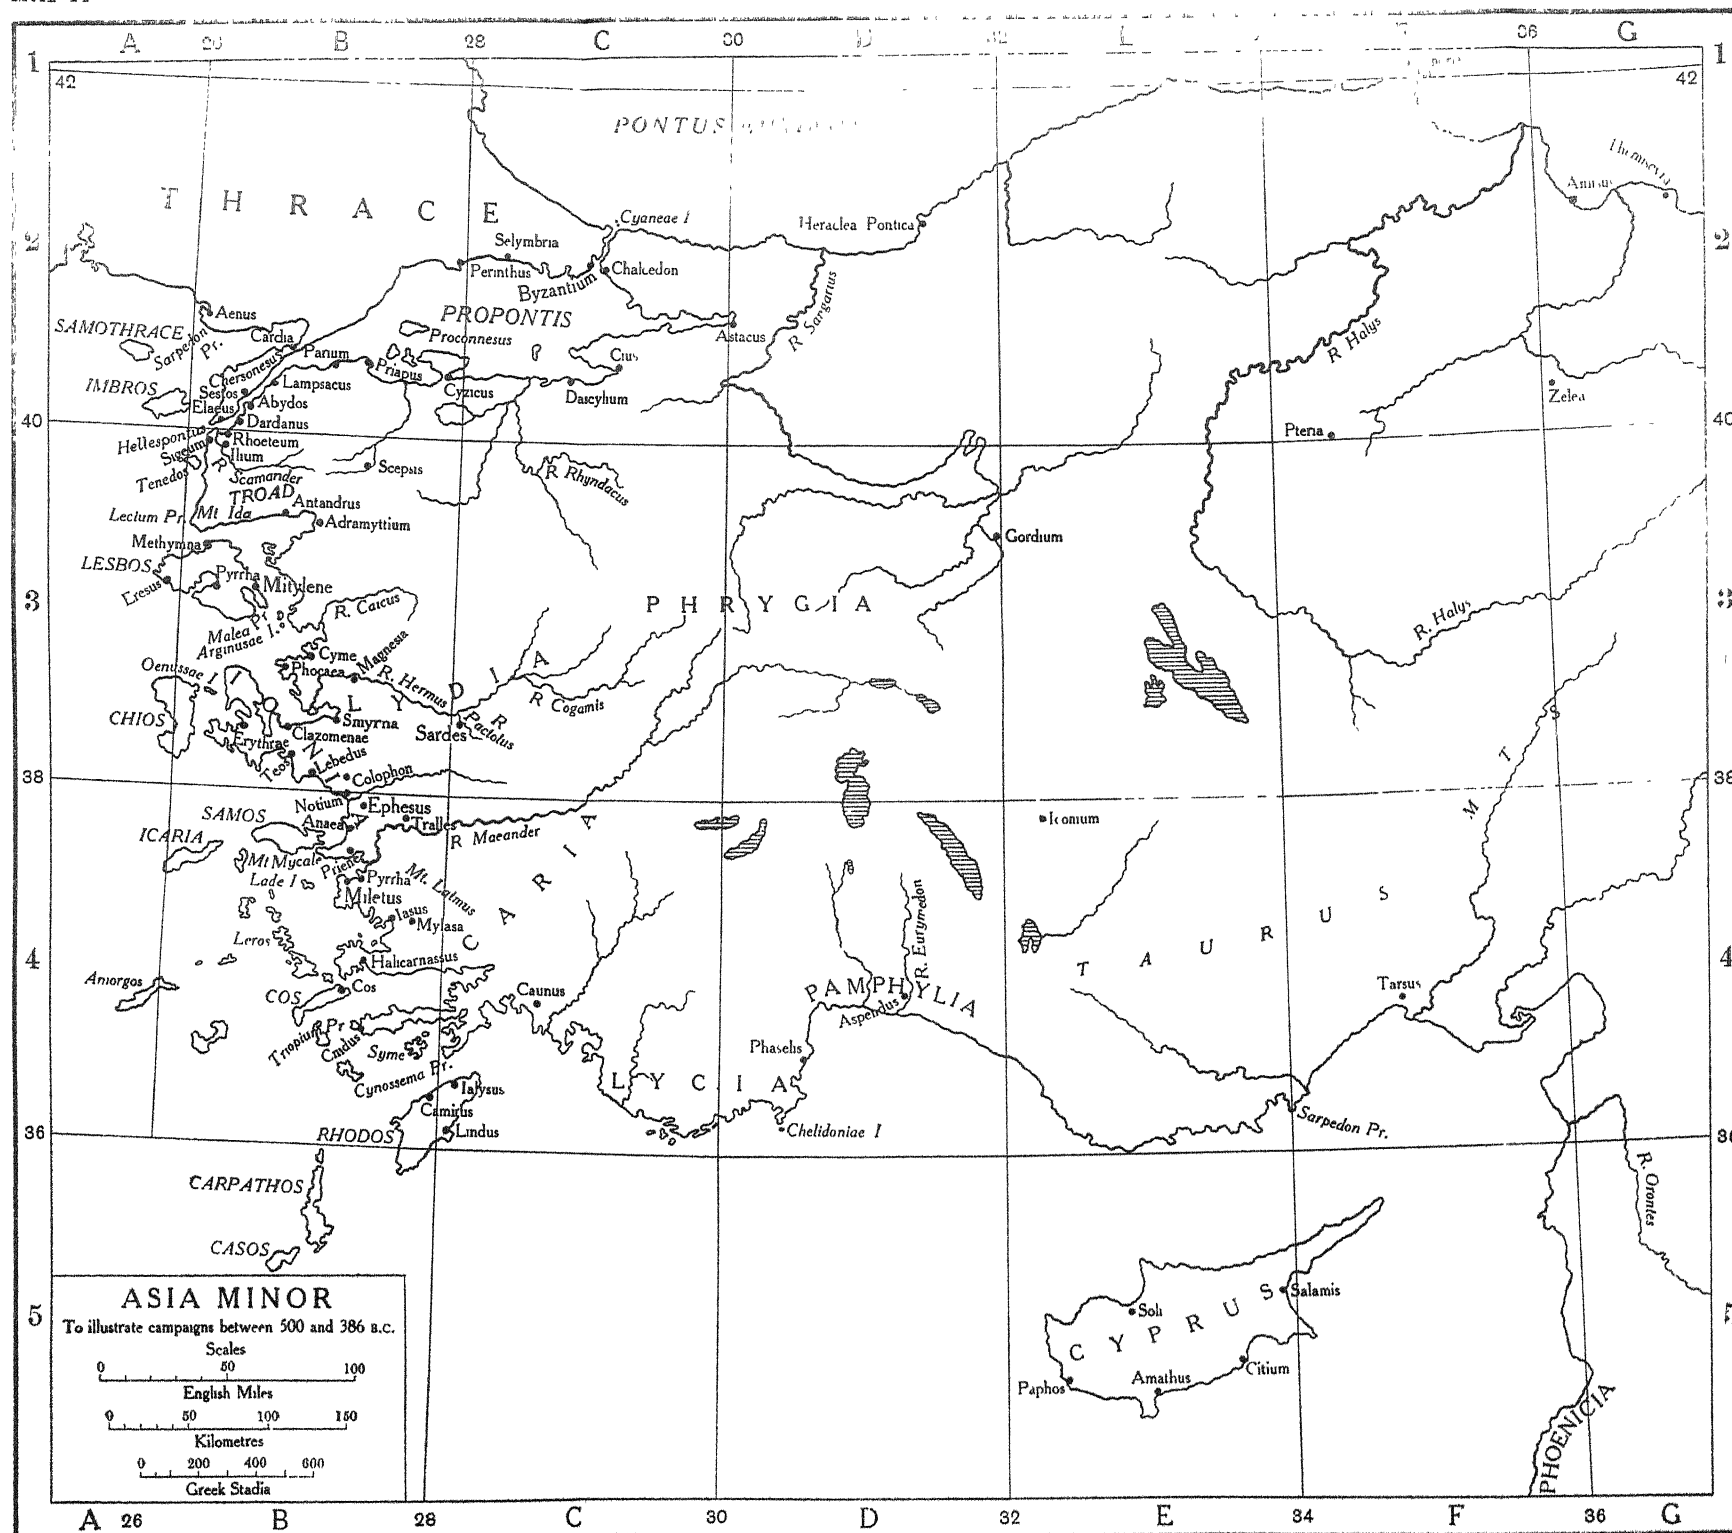 A 26 B 28 C 30 D 32 E 36 G
1 1
42 42
PONTUS
THRACE
Cyaneae I
Heraclea Pontica
Amisus
2 2
Selymbria
Perinthus
Byzantium
Chalcedon
R Sangarius
Aenus
PROPONTIS
SAMOTHRACE
Sarpedon Pr.
Cardia
Proconnesus
Astacus
R Halys
Parium
Cius
Chersonesus
Priapus
IMBROS
Lampsacus
Sestos
Cyzicus
Dascylium
Zelea
Elaeus
Abydos
40 40
Dardanus
Hellespontus
Rhoeteum
Pteria
Sigeum
Ilium
Tenedos
R Scamander
Scepsis
R Rhyndacus
TROAD
Antandrus
Lectum Pr.
Mt Ida
Adramyttium
Methymna
Gordium
LESBOS
Pyrrha
Mitylene
Eresus
3 3
R. Caicus
PHRYGIA
R. Halys
Malea Pr
Arginusae I.
Cyme
Magnesia
Oenussae I
Phocaea
R. Hermus
LYDIA
R Cogamis
IONIA
CHIOS
Smyrna
Sardes
R Pactolus
Erythrae
Clazomenae
Teos
Lebedus
Colophon
38 38
Notium
Ephesus
SAMOS
Anaea
Tralles
R Maeander
Iconium
ICARIA
Mt Mycale
Priene
CARIA
TAURUS MTS
Lade I
Pyrrha
Mt. Latmus
Miletus
Iasus
Mylasa
Leros
R. Eurymedon
4 4
Halicarnassus
Amorgos
COS
Cos
Caunus
PAMPHYLIA
Aspendus
Tarsus
Triopium Pr
Cnidus
Syme
Phaselis
Cynossema Pr.
LYCIA
Ialysus
Camirus
Sarpedon Pr.
RHODOS
Lindus
Chelidoniae I
36 36
CARPATHOS
R. Orontes
CASOS
ASIA MINOR
To illustrate campaigns between 500 and 386 B.C.
Scales
0 50 100
English Miles
0 50 100 150
Kilometres
0 200 400 600
Greek Stadia
5
CYPRUS
Soli
Salamis
Paphos
Amathus
Citium
PHOENICIA
A 26 B 28 C 30 D 32 E 34 F 36 G